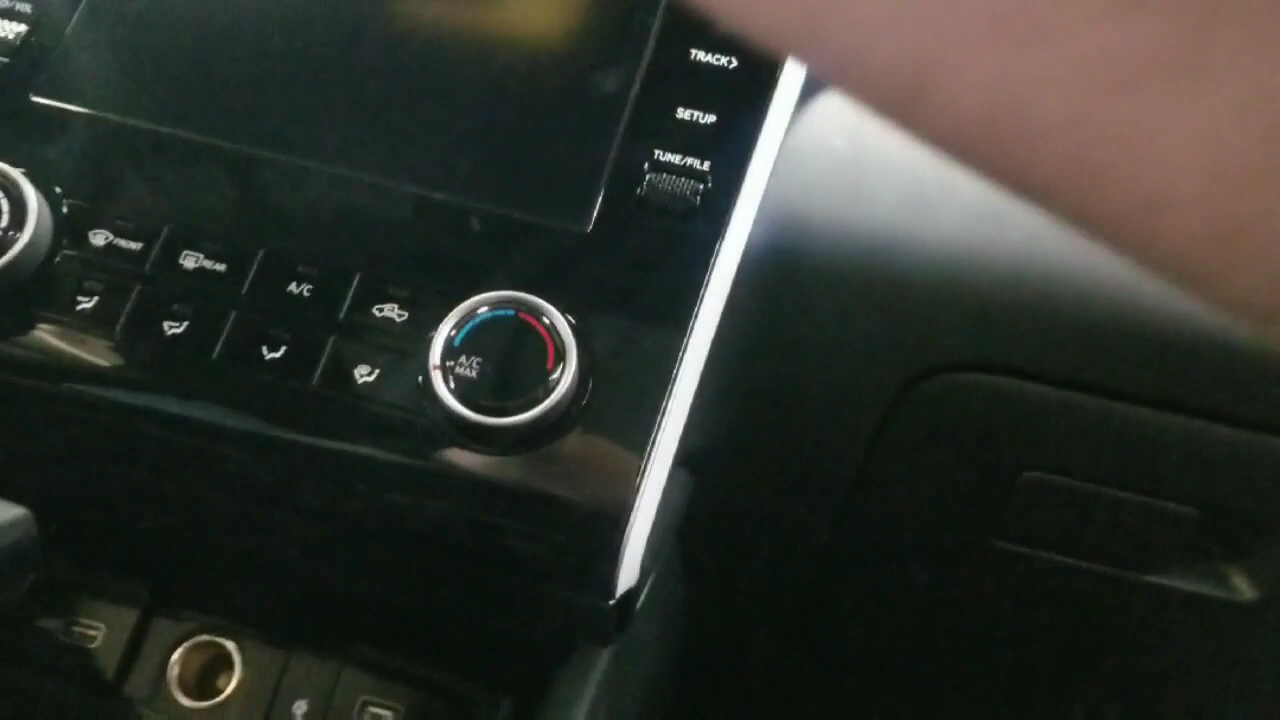 TRACK>
SETUP
TUNE/FILE
FRONT
REAR
A/C
A/C
MAX